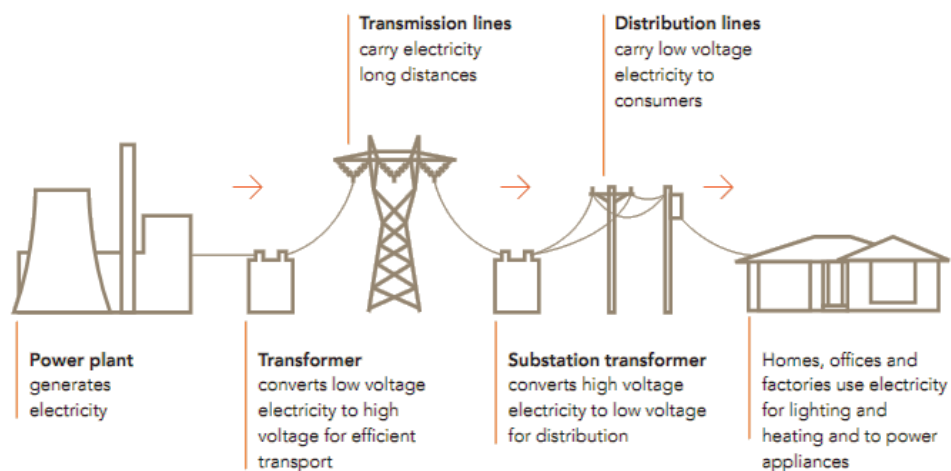 Transmission lines
carry electricity
long distances
Distribution lines
carry low voltage
electricity to
consumers
Power plant
generates
electricity
Transformer
converts low voltage
electricity to high
voltage for efficient
transport
Substation transformer
converts high voltage
electricity to low voltage
for distribution
Homes, offices and
factories use electricity
for lighting and
heating and to power
appliances